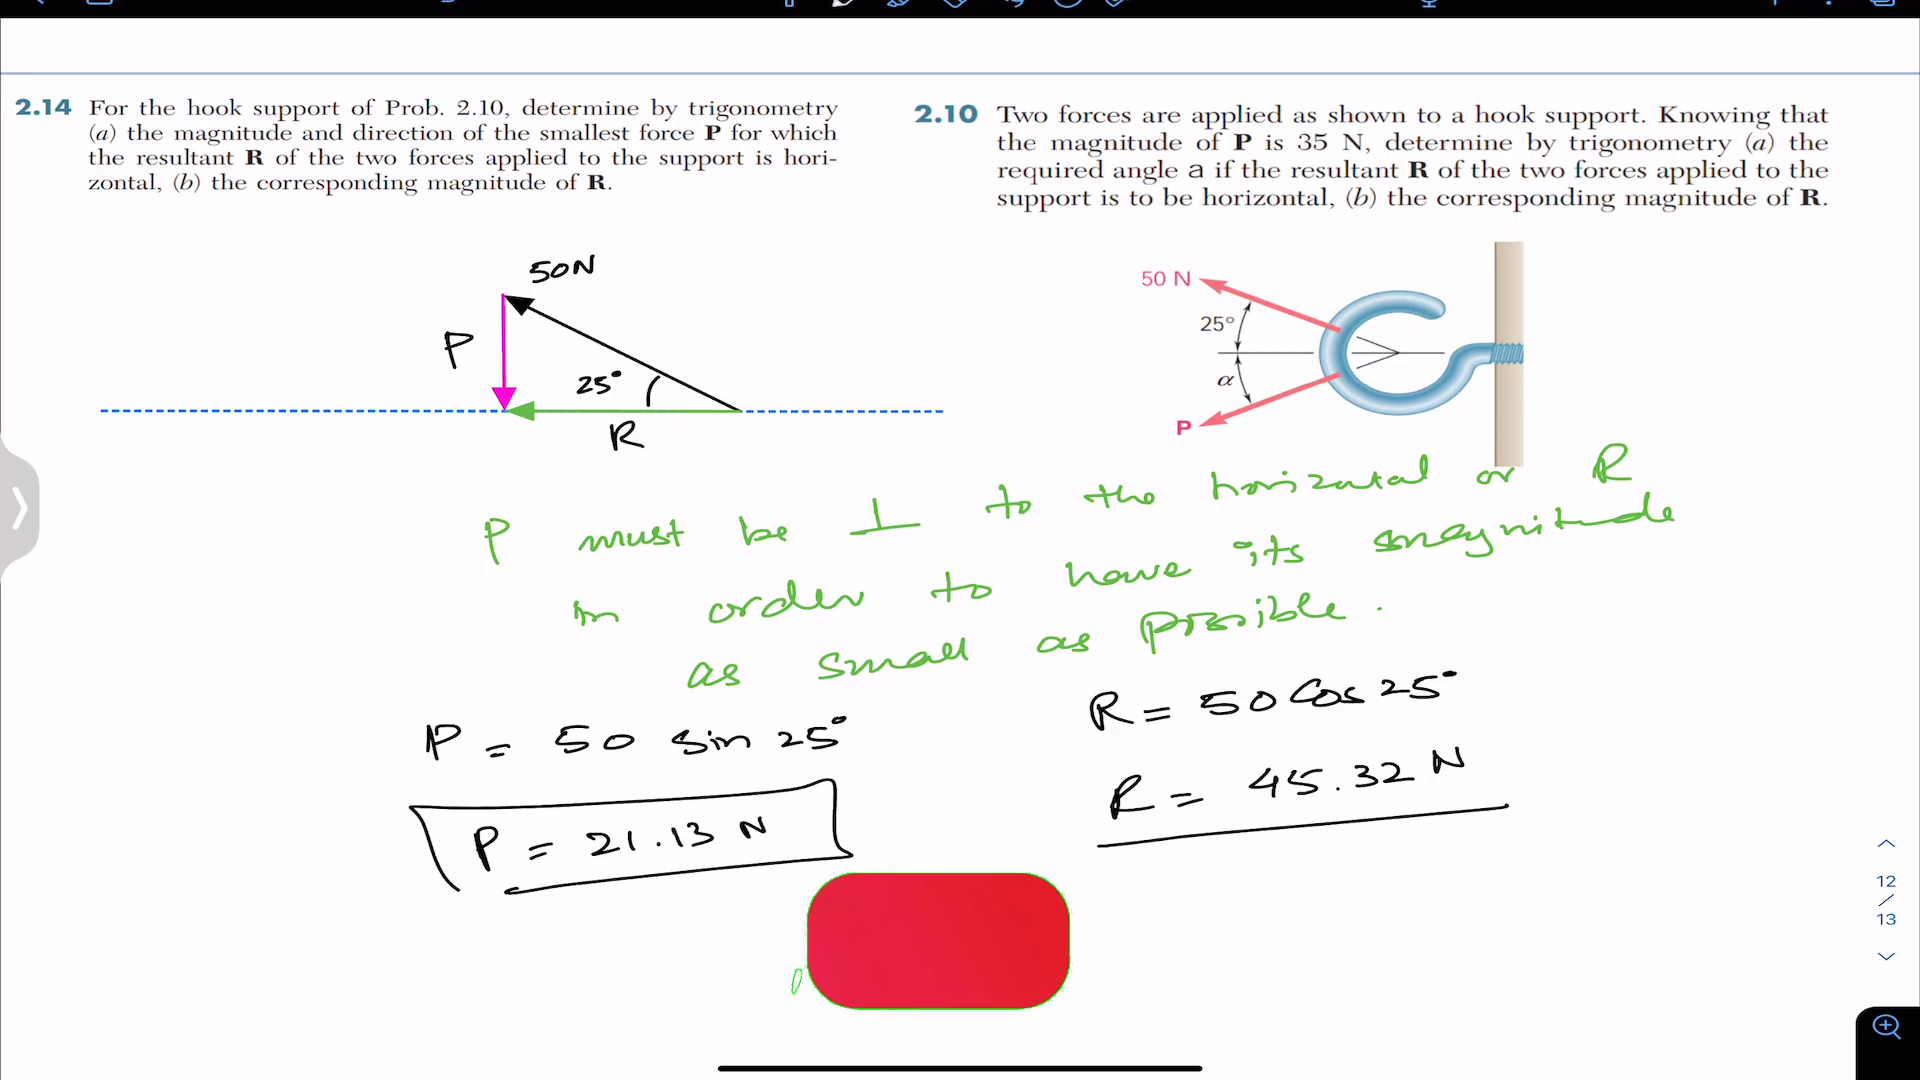 2.14 For the hook support of Prob. 2.10, determine by trigonometry
(a) the magnitude and direction of the smallest force P for which
the resultant R of the two forces applied to the support is hori-
zontal, (b) the corresponding magnitude of R.
2.10 Two forces are applied as shown to a hook support. Knowing that
the magnitude of P is 35 N, determine by trigonometry (a) the
required angle a if the resultant R of the two forces applied to the
support is to be horizontal, (b) the corresponding magnitude of R.
50N
P
25°
R
50 N
25°
α
P
P must be ⊥ to the horizontal or R
in order to have its magnitude
as small as possible.
P = 50 sin 25°
P = 21.13 N
R = 50 Cos 25°
R = 45.32 N
12
/
13